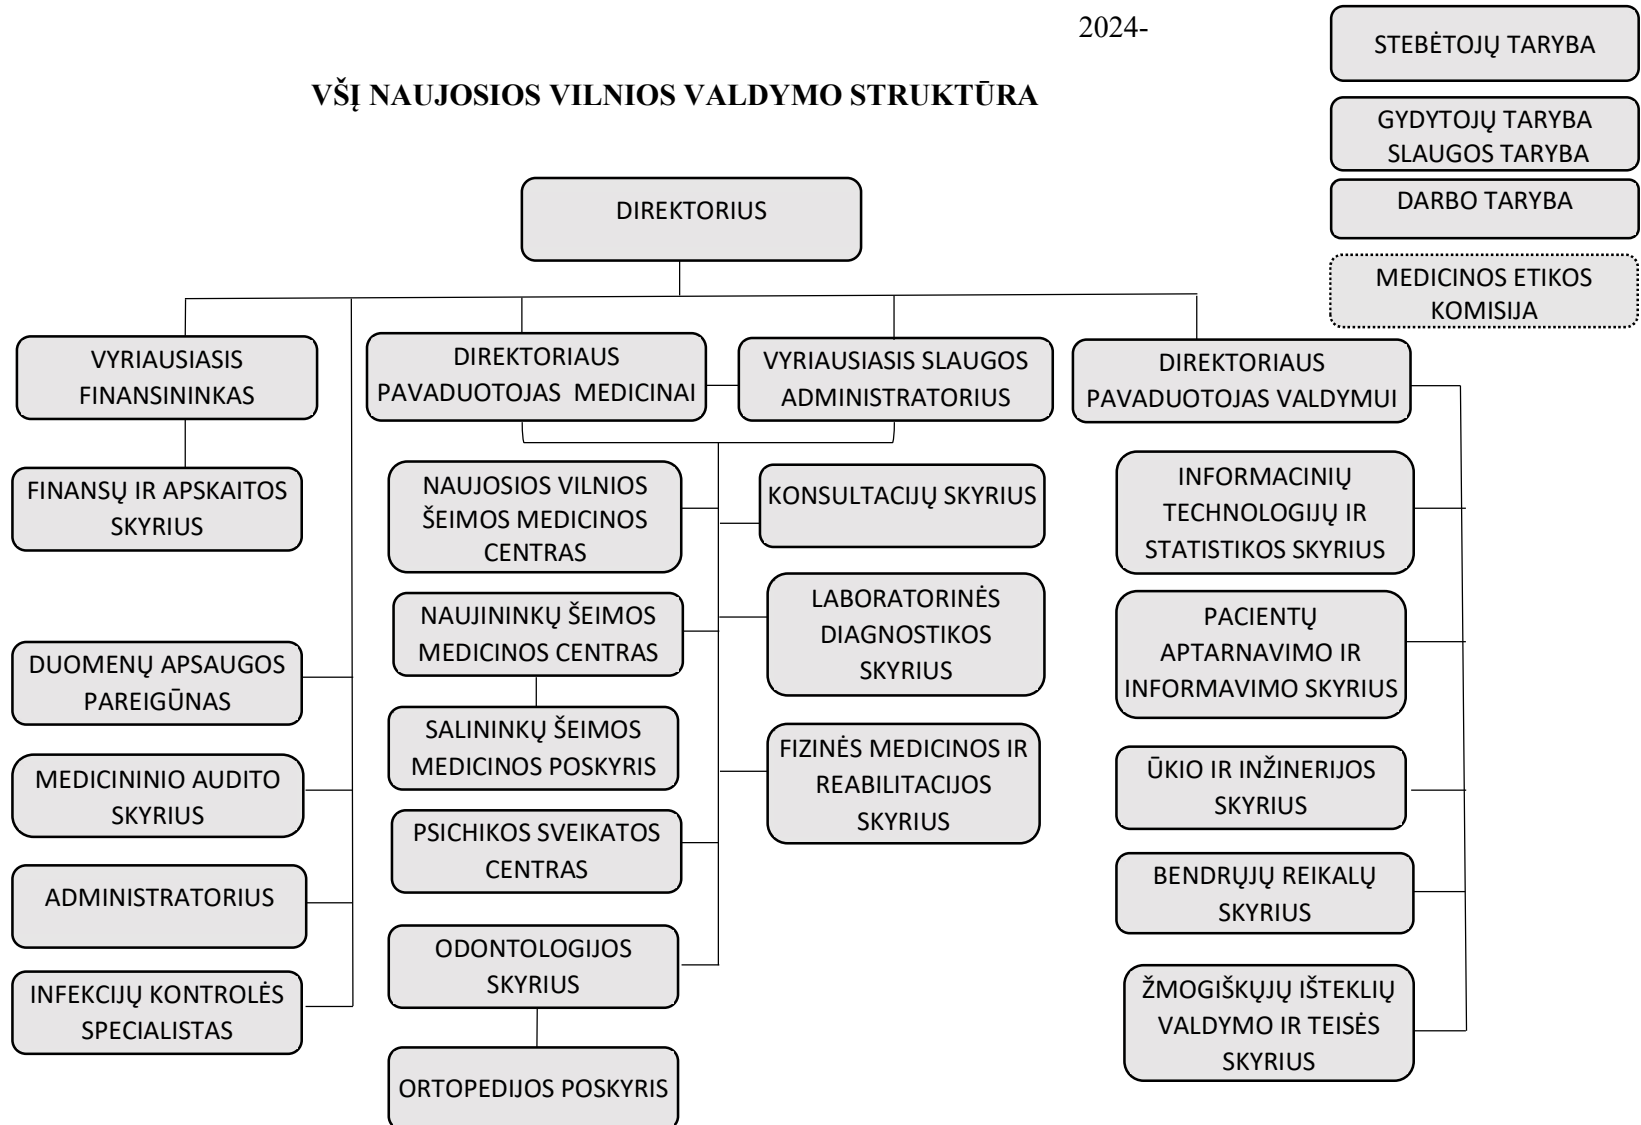 2024-
STEBĖTOJŲ TARYBA
VŠĮ NAUJOSIOS VILNIOS VALDYMO STRUKTŪRA
GYDYTOJŲ TARYBA
SLAUGOS TARYBA
DARBO TARYBA
MEDICINOS ETIKOS
KOMISIJA
DIREKTORIUS
VYRIAUSIASIS
FINANSININKAS
DIREKTORIAUS
PAVADUOTOJAS MEDICINAI
VYRIAUSIASIS SLAUGOS
ADMINISTRATORIUS
DIREKTORIAUS
PAVADUOTOJAS VALDYMUI
FINANSŲ IR APSKAITOS
SKYRIUS
DUOMENŲ APSAUGOS
PAREIGŪNAS
MEDICININIO AUDITO
SKYRIUS
ADMINISTRATORIUS
INFEKCIJŲ KONTROLĖS
SPECIALISTAS
NAUJOSIOS VILNIOS
ŠEIMOS MEDICINOS
CENTRAS
NAUJININKŲ ŠEIMOS
MEDICINOS CENTRAS
SALININKŲ ŠEIMOS
MEDICINOS POSKYRIS
PSICHIKOS SVEIKATOS
CENTRAS
ODONTOLOGIJOS
SKYRIUS
ORTOPEDIJOS POSKYRIS
KONSULTACIJŲ SKYRIUS
LABORATORINĖS
DIAGNOSTIKOS
SKYRIUS
FIZINĖS MEDICINOS IR
REABILITACIJOS
SKYRIUS
INFORMACINIŲ
TECHNOLOGIJŲ IR
STATISTIKOS SKYRIUS
PACIENTŲ
APTARNAVIMO IR
INFORMAVIMO SKYRIUS
ŪKIO IR INŽINERIJOS
SKYRIUS
BENDRŲJŲ REIKALŲ
SKYRIUS
ŽMOGIŠKŲJŲ IŠTEKLIŲ
VALDYMO IR TEISĖS
SKYRIUS